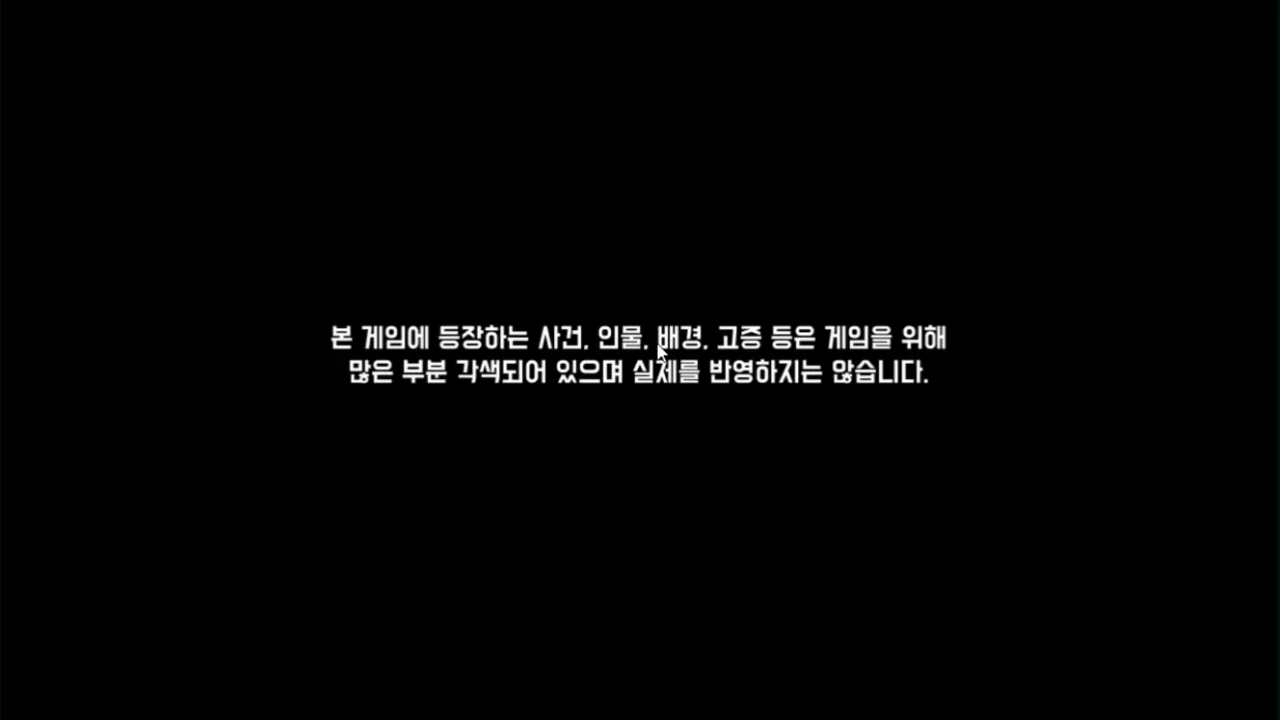 본 게임에 등장하는 사건, 인물, 배경, 고증 등은 게임을 위해
많은 부분 각색되어 있으며 실제를 반영하지는 않습니다.